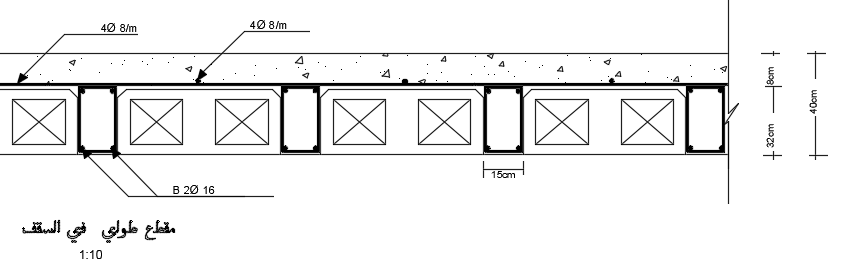 4Ø 8/m
4Ø 8/m
8cm
40cm
32cm
15cm
B 2Ø 16
مقطع طولي في السقف
1:10